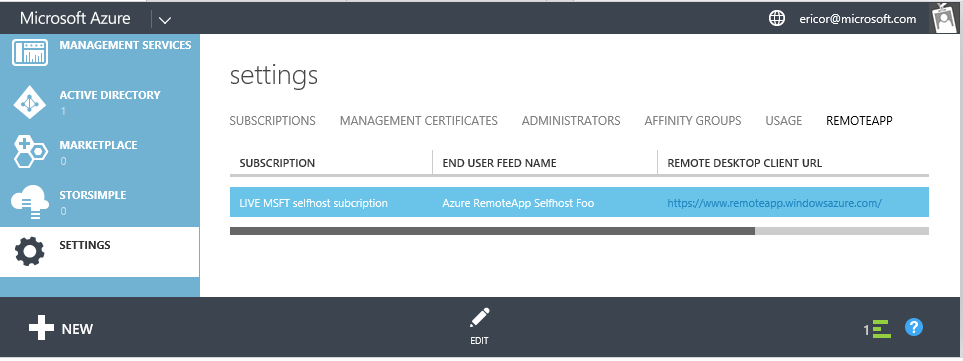 Microsoft Azure
ericor@microsoft.com
MANAGEMENT SERVICES
ACTIVE DIRECTORY
1
MARKETPLACE
0
STORSIMPLE
0
SETTINGS
settings
SUBSCRIPTIONS MANAGEMENT CERTIFICATES ADMINISTRATORS AFFINITY GROUPS USAGE REMOTEAPP
SUBSCRIPTION END USER FEED NAME REMOTE DESKTOP CLIENT URL
LIVE MSFT selfhost subcription Azure RemoteApp Selfhost Foo https://www.remoteapp.windowsazure.com/
NEW
EDIT
1
?